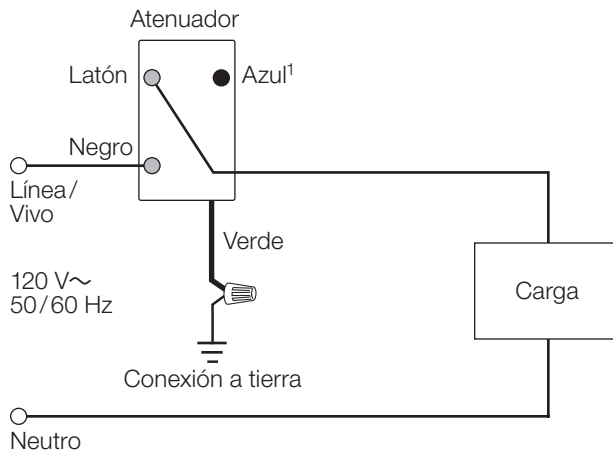 Atenuador
Latón
Azul¹
Negro
Línea/
Vivo
Verde
120 V~
50/60 Hz
Carga
Conexión a tierra
Neutro